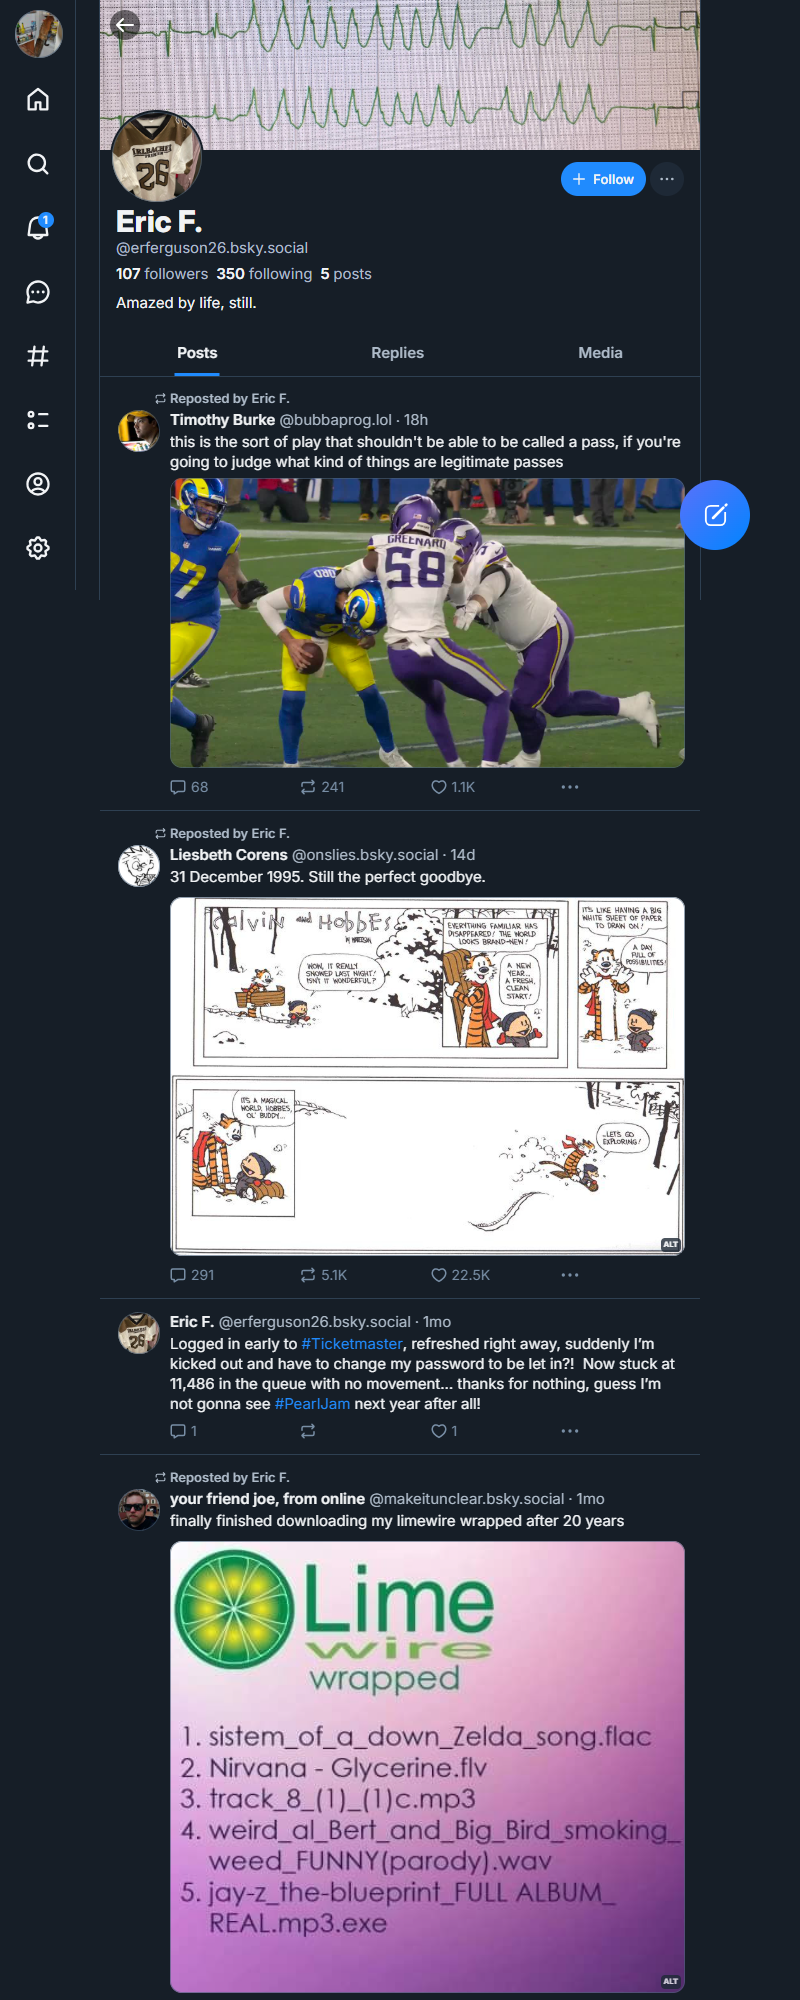 Eric F.
@erferguson26.bsky.social
107 followers 350 following 5 posts
Amazed by life, still.
+ Follow
1
Posts
Replies
Media
Reposted by Eric F.
Timothy Burke @bubbaprog.lol · 18h
this is the sort of play that shouldn't be able to be called a pass, if you're
going to judge what kind of things are legitimate passes
GREENARD
58
68 241 1.1K
Reposted by Eric F.
Liesbeth Corens @onslies.bsky.social · 14d
31 December 1995. Still the perfect goodbye.
Calvin and Hobbes
BY WATTERSON
WOW, IT REALLY
SNOWED LAST NIGHT!
ISN'T IT WONDERFUL?
EVERYTHING FAMILIAR HAS
DISAPPEARED! THE WORLD
LOOKS BRAND-NEW!
A NEW
YEAR...
A FRESH,
CLEAN
START!
IT'S LIKE HAVING A BIG
WHITE SHEET OF PAPER
TO DRAW ON!
A DAY
FULL OF
POSSIBILITIES!
IT'S A MAGICAL
WORLD, HOBBES,
OL' BUDDY...
...LET'S GO
EXPLORING!
ALT
291 5.1K 22.5K
Eric F. @erferguson26.bsky.social · 1mo
Logged in early to #Ticketmaster, refreshed right away, suddenly I'm
kicked out and have to change my password to be let in?!  Now stuck at
11,486 in the queue with no movement... thanks for nothing, guess I'm
not gonna see #PearlJam next year after all!
1 1
Reposted by Eric F.
your friend joe, from online @makeitunclear.bsky.social · 1mo
finally finished downloading my limewire wrapped after 20 years
Lime
wire
wrapped
1. sistem_of_a_down_Zelda_song.flac
2. Nirvana - Glycerine.flv
3. track_8_(1)_(1)c.mp3
4. weird_al_Bert_and_Big_Bird_smoking_
weed_FUNNY(parody).wav
5. jay-z_the-blueprint_FULL ALBUM_
REAL.mp3.exe
ALT